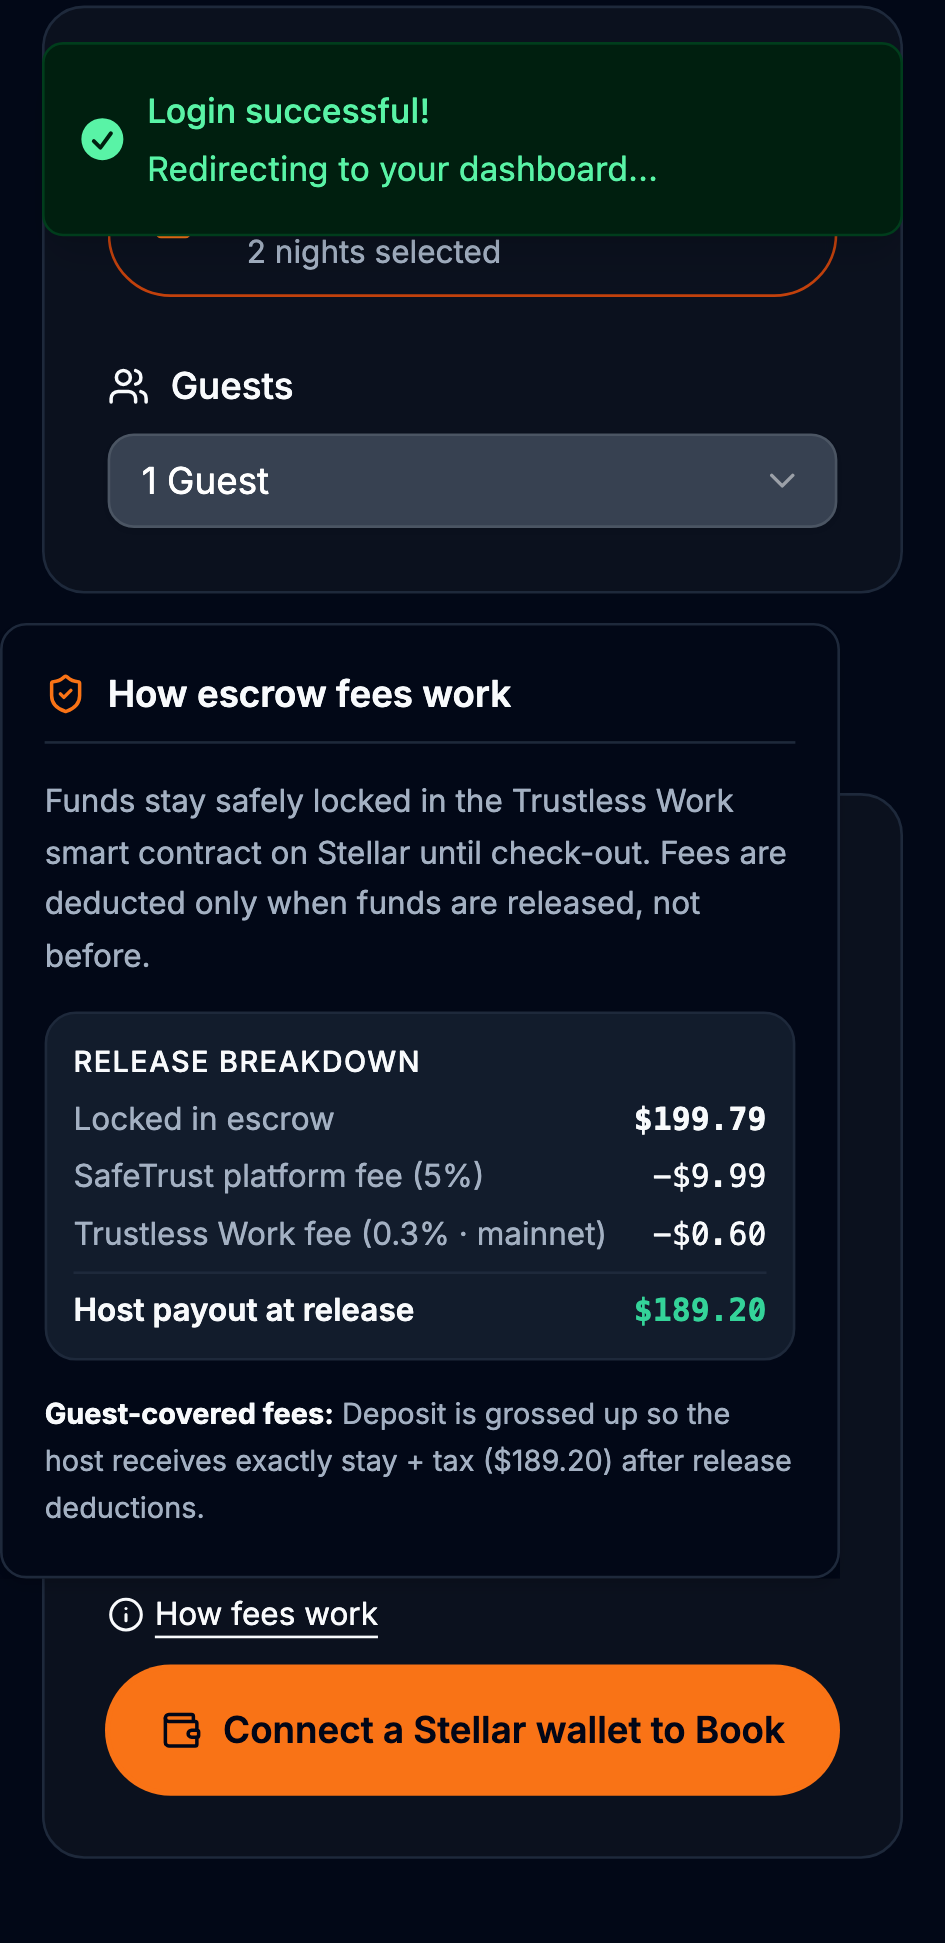 Login successful!
Redirecting to your dashboard...
2 nights selected
Guests
1 Guest
How escrow fees work
Funds stay safely locked in the Trustless Work
smart contract on Stellar until check-out. Fees are
deducted only when funds are released, not
before.
RELEASE BREAKDOWN
Locked in escrow $199.79
SafeTrust platform fee (5%) −$9.99
Trustless Work fee (0.3% · mainnet) −$0.60
Host payout at release $189.20
Guest-covered fees: Deposit is grossed up so the
host receives exactly stay + tax ($189.20) after release
deductions.
How fees work
Connect a Stellar wallet to Book